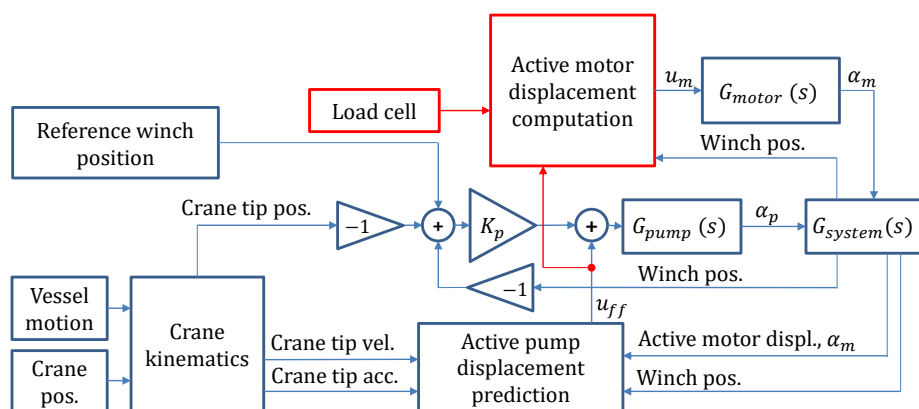 Active motor
displacement
computation
u_m
G_motor (s)
α_m
Load cell
Reference winch
position
Winch pos.
Crane tip pos.
−1
+
K_p
+
G_pump (s)
α_p
G_system(s)
−1
Winch pos.
u_ff
Vessel
motion
Crane
kinematics
Crane tip vel.
Active pump
displacement
prediction
Active motor displ., α_m
Crane
pos.
Crane tip acc.
Winch pos.